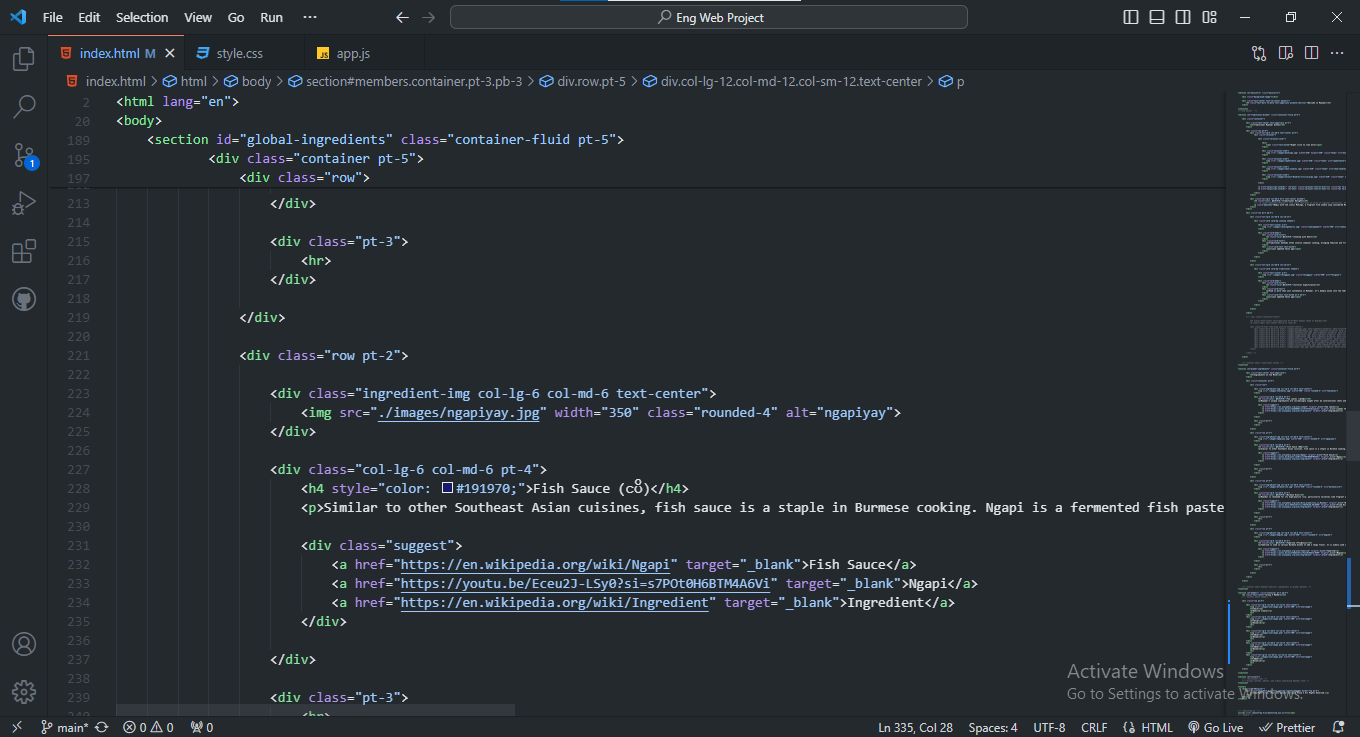 File Edit Selection View Go Run ··· Eng Web Project
index.html M style.css JS app.js
index.html > html > body > section#members.container.pt-3.pb-3 > div.row.pt-5 > div.col-lg-12.col-md-12.col-sm-12.text-center > p
2 <html lang="en">
20 <body>
189 <section id="global-ingredients" class="container-fluid pt-5">
195 <div class="container pt-5">
197 <div class="row">
213 </div>
214
215 <div class="pt-3">
216 <hr>
217 </div>
218
219 </div>
220
221 <div class="row pt-2">
222
223 <div class="ingredient-img col-lg-6 col-md-6 text-center">
224 <img src="./images/ngapiyay.jpg" width="350" class="rounded-4" alt="ngapiyay">
225 </div>
226
227 <div class="col-lg-6 col-md-6 pt-4">
228 <h4 style="color: #191970;">Fish Sauce ()</h4>
229 <p>Similar to other Southeast Asian cuisines, fish sauce is a staple in Burmese cooking. Ngapi is a fermented fish paste
230
231 <div class="suggest">
232 <a href="https://en.wikipedia.org/wiki/Ngapi" target="_blank">Fish Sauce</a>
233 <a href="https://youtu.be/Eceu2J-LSy0?si=s7POt0H6BTM4A6Vi" target="_blank">Ngapi</a>
234 <a href="https://en.wikipedia.org/wiki/Ingredient" target="_blank">Ingredient</a>
235 </div>
236
237 </div>
238
239 <div class="pt-3">
240 <hr>
1
Activate Windows
Go to Settings to activate Windows.
main* 0 0 0 Ln 335, Col 28 Spaces: 4 UTF-8 CRLF HTML Go Live Prettier